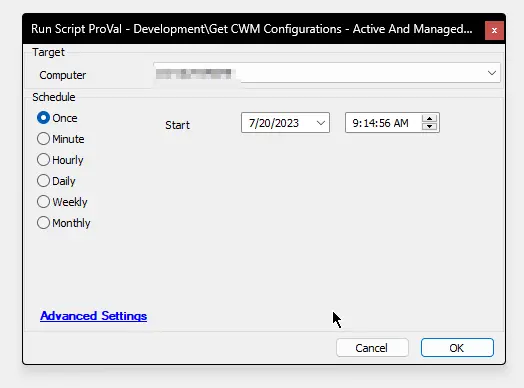 Run Script ProVal - Development\Get CWM Configurations - Active And Managed...
x
Target
Computer
Schedule
Once
Start
7/20/2023
9:14:56 AM
Minute
Hourly
Daily
Weekly
Monthly
Advanced Settings
Cancel
OK